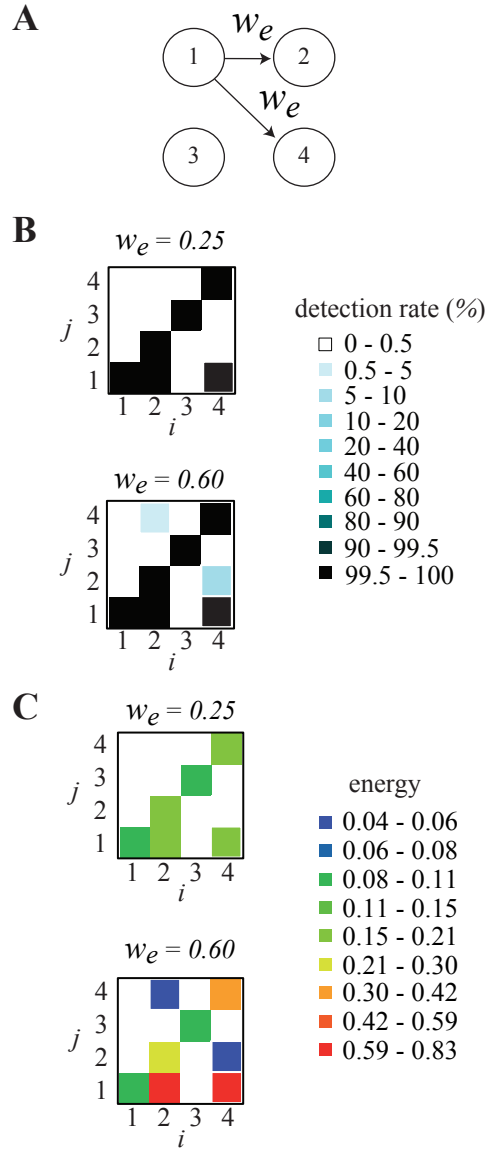 A
w_e
1
2
w_e
3
4
B
w_e = 0.25
4
3
2
1
j
1 2 3 4
i
w_e = 0.60
4
3
2
1
j
1 2 3 4
i
detection rate (%)
0 - 0.5
0.5 - 5
5 - 10
10 - 20
20 - 40
40 - 60
60 - 80
80 - 90
90 - 99.5
99.5 - 100
C
w_e = 0.25
4
3
2
1
j
1 2 3 4
i
w_e = 0.60
4
3
2
1
j
1 2 3 4
i
energy
0.04 - 0.06
0.06 - 0.08
0.08 - 0.11
0.11 - 0.15
0.15 - 0.21
0.21 - 0.30
0.30 - 0.42
0.42 - 0.59
0.59 - 0.83